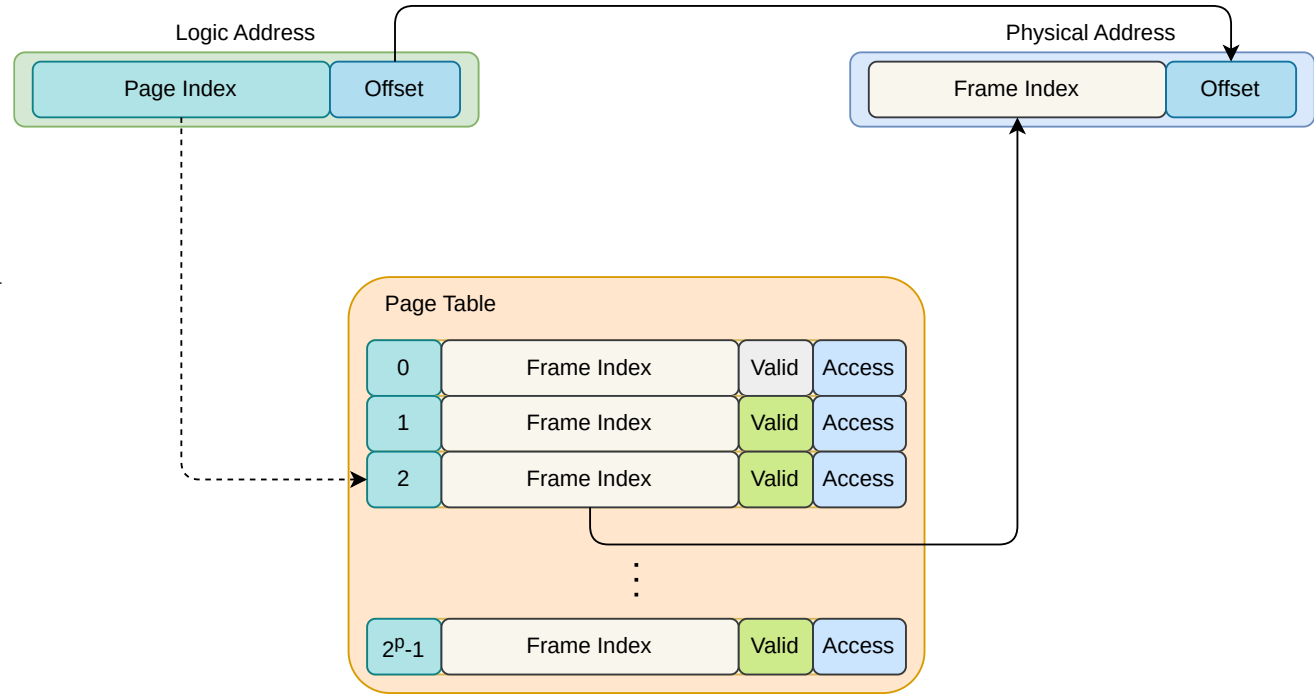 Logic Address Physical Address
Page Index Offset Frame Index Offset
Page Table
0 Frame Index Valid Access
1 Frame Index Valid Access
2 Frame Index Valid Access
⋮
2ᵖ-1 Frame Index Valid Access